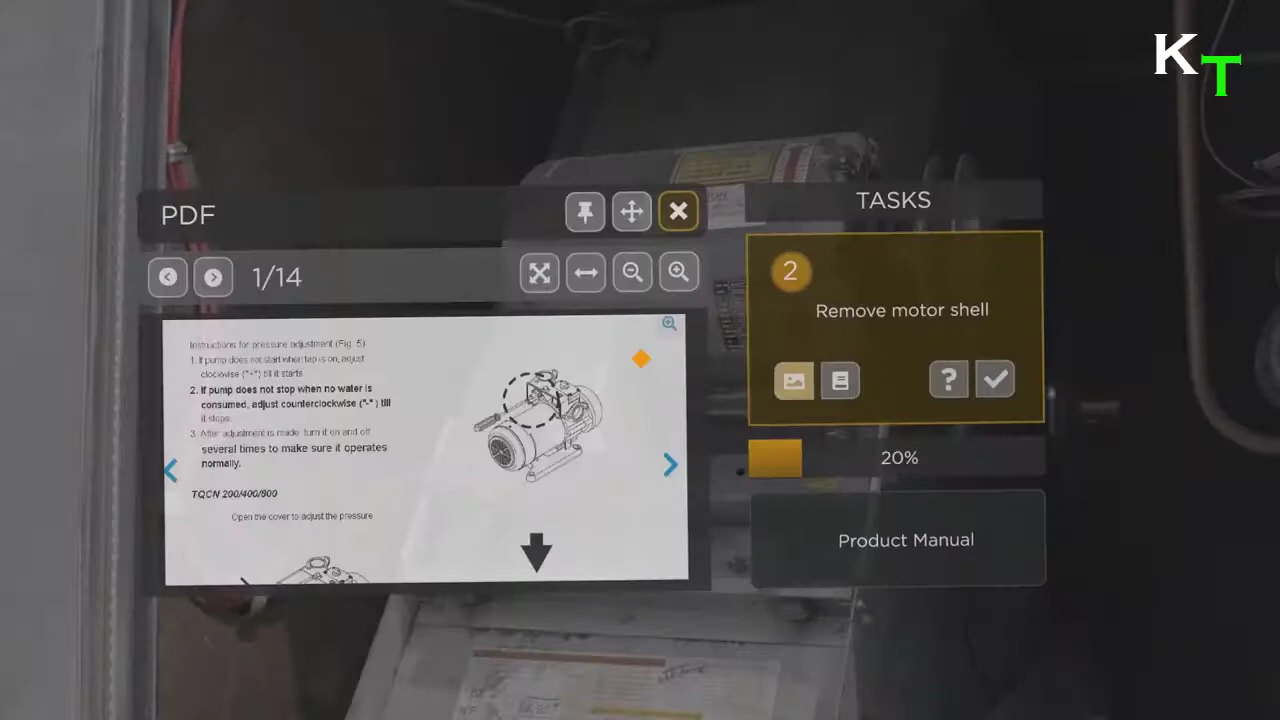 KT
PDF
TASKS
1/14
2
Remove motor shell
Instructions for pressure adjustment (Fig. 5)
1. If pump does not start when tap is on, adjust
clockwise ("+") till it starts
2. If pump does not stop when no water is
consumed, adjust counterclockwise ("-") till
it stops.
3. After adjustment is made, turn it on and off
several times to make sure it operates
normally.
?
20%
TQCN 200/400/800
Open the cover to adjust the pressure
Product Manual